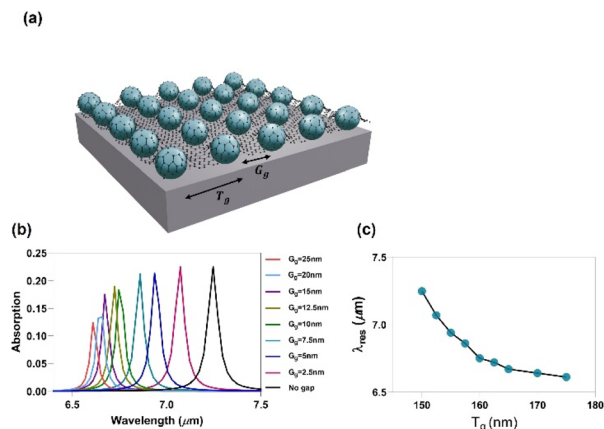 (a)
G_g
T_g
(b)
(c)
0.25
0.20
0.15
0.10
0.05
0.00
Absorption
6.5
7.0
7.5
Wavelength (μm)
G_g=25nm
G_g=20nm
G_g=15nm
G_g=12.5nm
G_g=10nm
G_g=7.5nm
G_g=5nm
G_g=2.5nm
No gap
7.5
7.0
6.5
λ_res (μm)
150
155
160
165
170
175
T_g (nm)